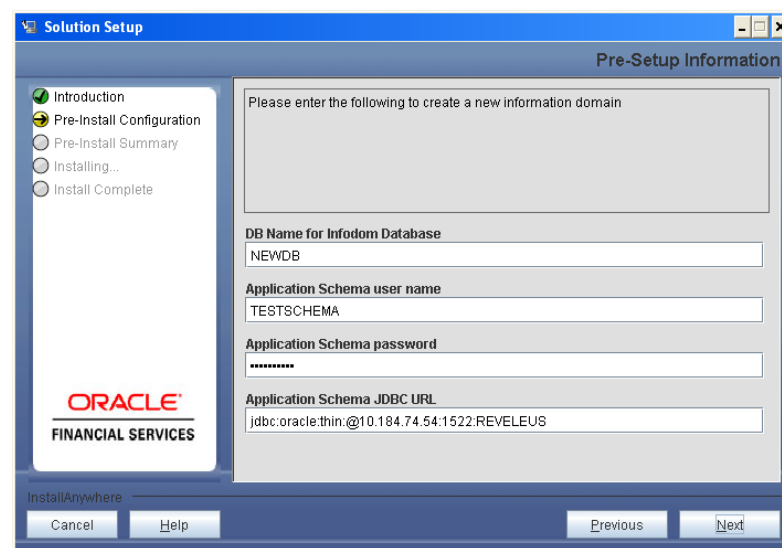 Solution Setup
Pre-Setup Information
Introduction
Pre-Install Configuration
Pre-Install Summary
Installing...
Install Complete
ORACLE
FINANCIAL SERVICES
Please enter the following to create a new information domain
DB Name for Infodom Database
NEWDB
Application Schema user name
TESTSCHEMA
Application Schema password
••••••••••
Application Schema JDBC URL
jdbc:oracle:thin:@10.184.74.54:1522:REVELEUS
InstallAnywhere
Cancel
Help
Previous
Next